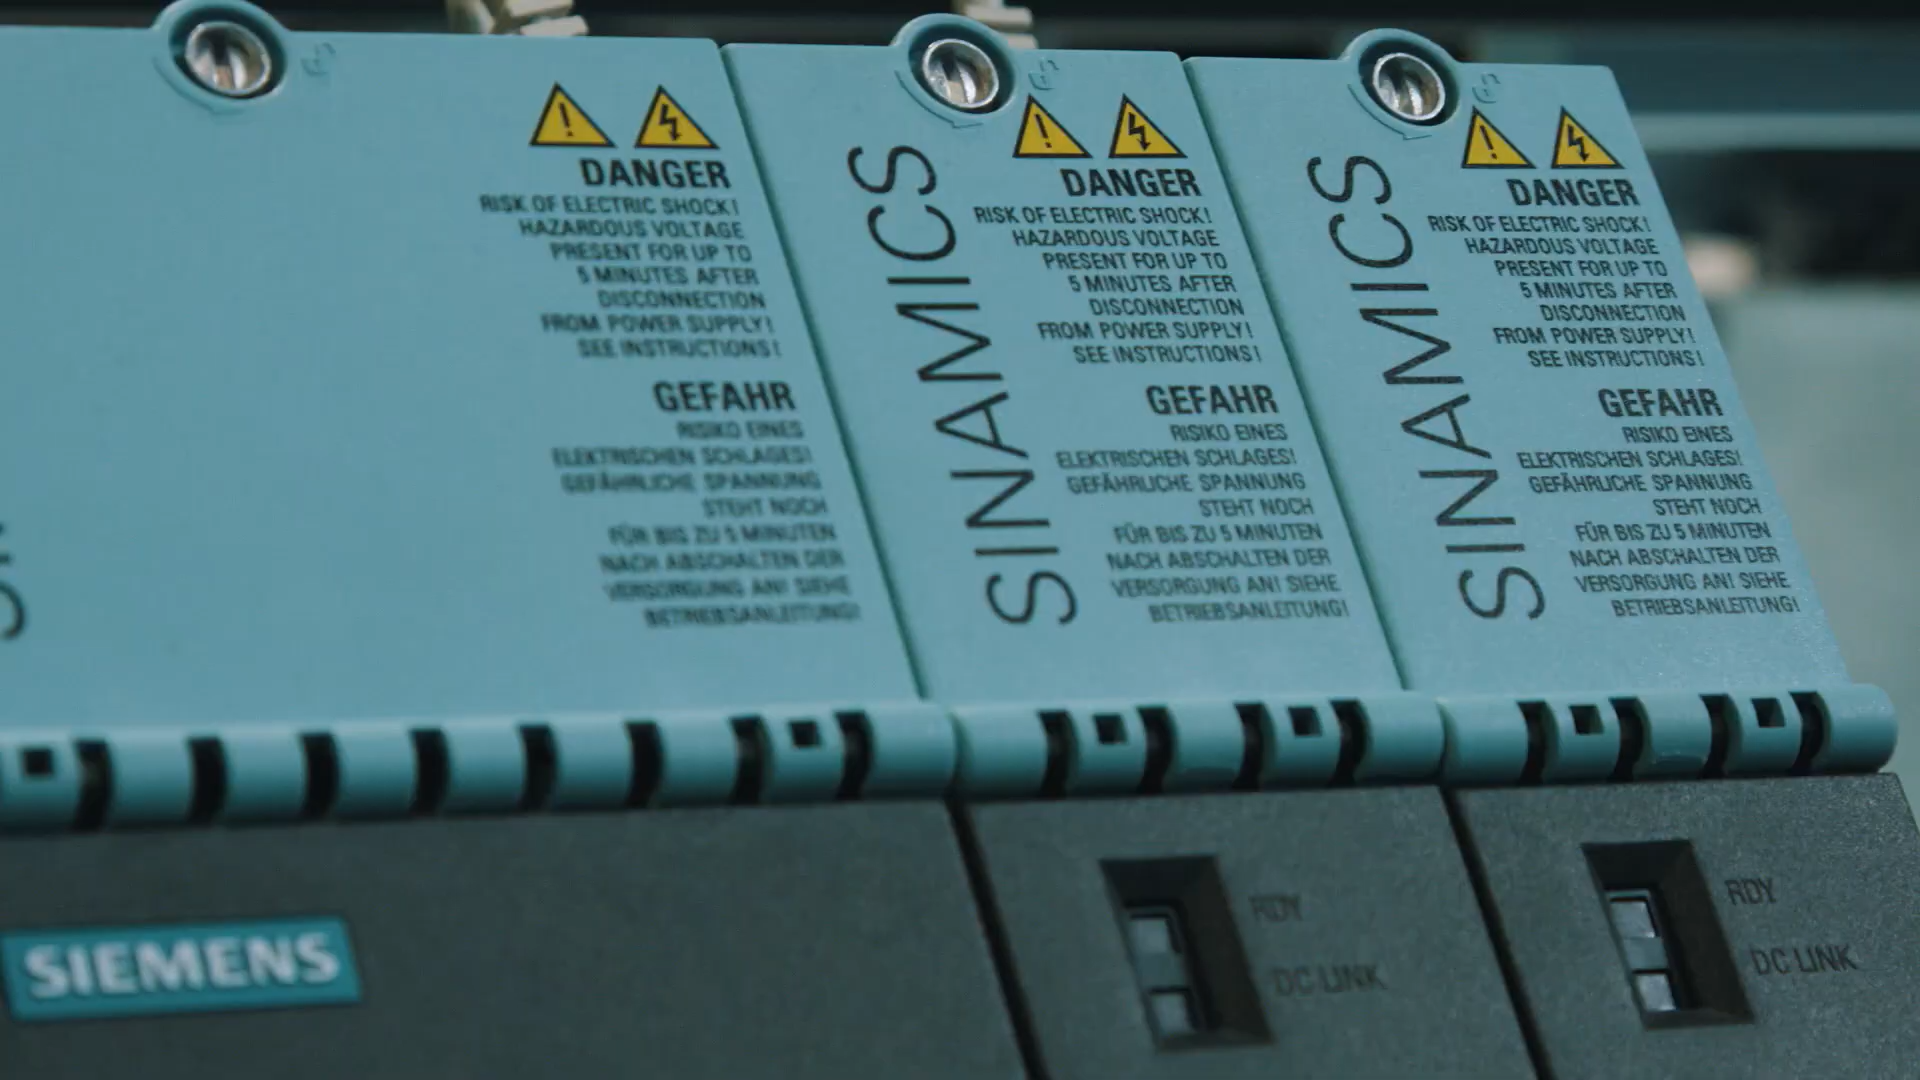 DANGER
RISK OF ELECTRIC SHOCK!
HAZARDOUS VOLTAGE
PRESENT FOR UP TO
5 MINUTES AFTER
DISCONNECTION
FROM POWER SUPPLY!
SEE INSTRUCTIONS!
GEFAHR
RISIKO EINES
ELEKTRISCHEN SCHLAGES!
GEFÄHRLICHE SPANNUNG
STEHT NOCH
FÜR BIS ZU 5 MINUTEN
NACH ABSCHALTEN DER
VERSORGUNG AN! SIEHE
BETRIEBSANLEITUNG!
SINAMICS
DANGER
RISK OF ELECTRIC SHOCK!
HAZARDOUS VOLTAGE
PRESENT FOR UP TO
5 MINUTES AFTER
DISCONNECTION
FROM POWER SUPPLY!
SEE INSTRUCTIONS!
GEFAHR
RISIKO EINES
ELEKTRISCHEN SCHLAGES!
GEFÄHRLICHE SPANNUNG
STEHT NOCH
FÜR BIS ZU 5 MINUTEN
NACH ABSCHALTEN DER
VERSORGUNG AN! SIEHE
BETRIEBSANLEITUNG!
SINAMICS
DANGER
RISK OF ELECTRIC SHOCK!
HAZARDOUS VOLTAGE
PRESENT FOR UP TO
5 MINUTES AFTER
DISCONNECTION
FROM POWER SUPPLY!
SEE INSTRUCTIONS!
GEFAHR
RISIKO EINES
ELEKTRISCHEN SCHLAGES!
GEFÄHRLICHE SPANNUNG
STEHT NOCH
FÜR BIS ZU 5 MINUTEN
NACH ABSCHALTEN DER
VERSORGUNG AN! SIEHE
BETRIEBSANLEITUNG!
SIEMENS
RDY
DC LINK
RDY
DC LINK